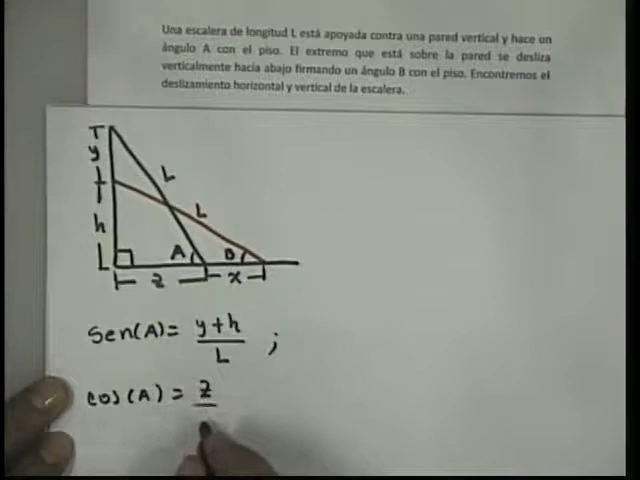 Una escalera de longitud L está apoyada contra una pared vertical y hace un
ángulo A con el piso. El extremo que está sobre la pared se desliza
verticalmente hacia abajo firmando un ángulo B con el piso. Encontremos el
deslizamiento horizontal y vertical de la escalera.
y
L
L
h
A
B
z
x
Sen(A)= y+h
L
;
cos(A) = z